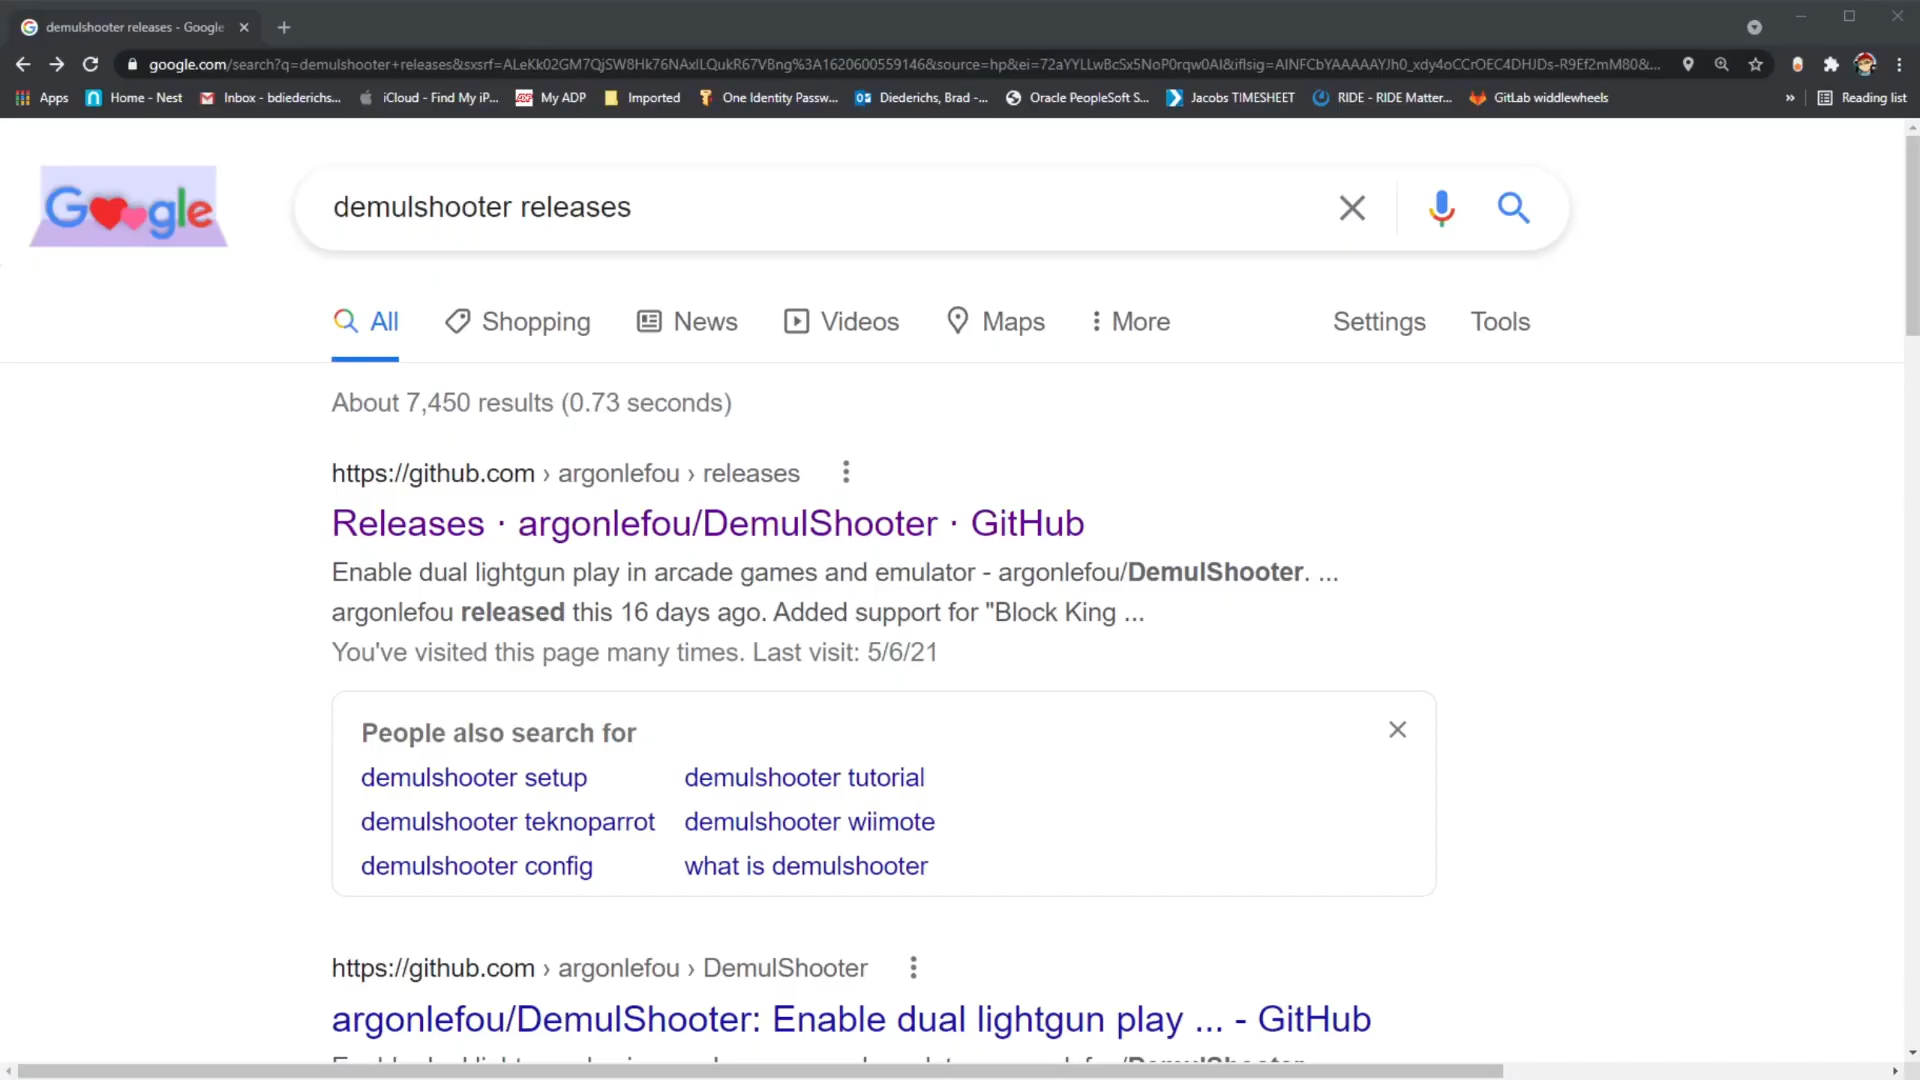 demulshooter releases - Google
google.com/search?q=demulshooter+releases&sxsrf=ALeKk02GM7QjSW8Hk76NAxlLQukR67VBng%3A1620600559146&source=hp&ei=72aYYLLwBcSx5NoP0rqw0AI&iflsig=AINFCbYAAAAAYJh0_xdy4oCCrOEC4DHJDs-R9Ef2mM80&...
Apps Home - Nest Inbox - bdiederichs... iCloud - Find My iP... My ADP Imported One Identity Passw... Diederichs, Brad -... Oracle PeopleSoft S... Jacobs TIMESHEET RIDE - RIDE Matter... GitLab widdlewheels » Reading list
Google
demulshooter releases
All Shopping News Videos Maps More Settings Tools
About 7,450 results (0.73 seconds)
https://github.com › argonlefou › releases
Releases · argonlefou/DemulShooter · GitHub
Enable dual lightgun play in arcade games and emulator - argonlefou/DemulShooter. ...
argonlefou released this 16 days ago. Added support for "Block King ...
You've visited this page many times. Last visit: 5/6/21
People also search for
demulshooter setup demulshooter tutorial
demulshooter teknoparrot demulshooter wiimote
demulshooter config what is demulshooter
https://github.com › argonlefou › DemulShooter
argonlefou/DemulShooter: Enable dual lightgun play ... - GitHub